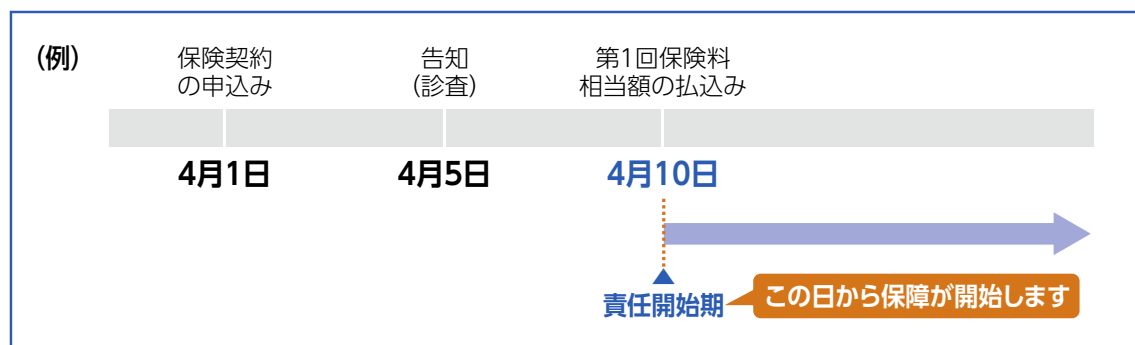 (例)
保険契約
の申込み
告知
(診査)
第1回保険料
相当額の払込み
4月1日
4月5日
4月10日
責任開始期
この日から保障が開始します